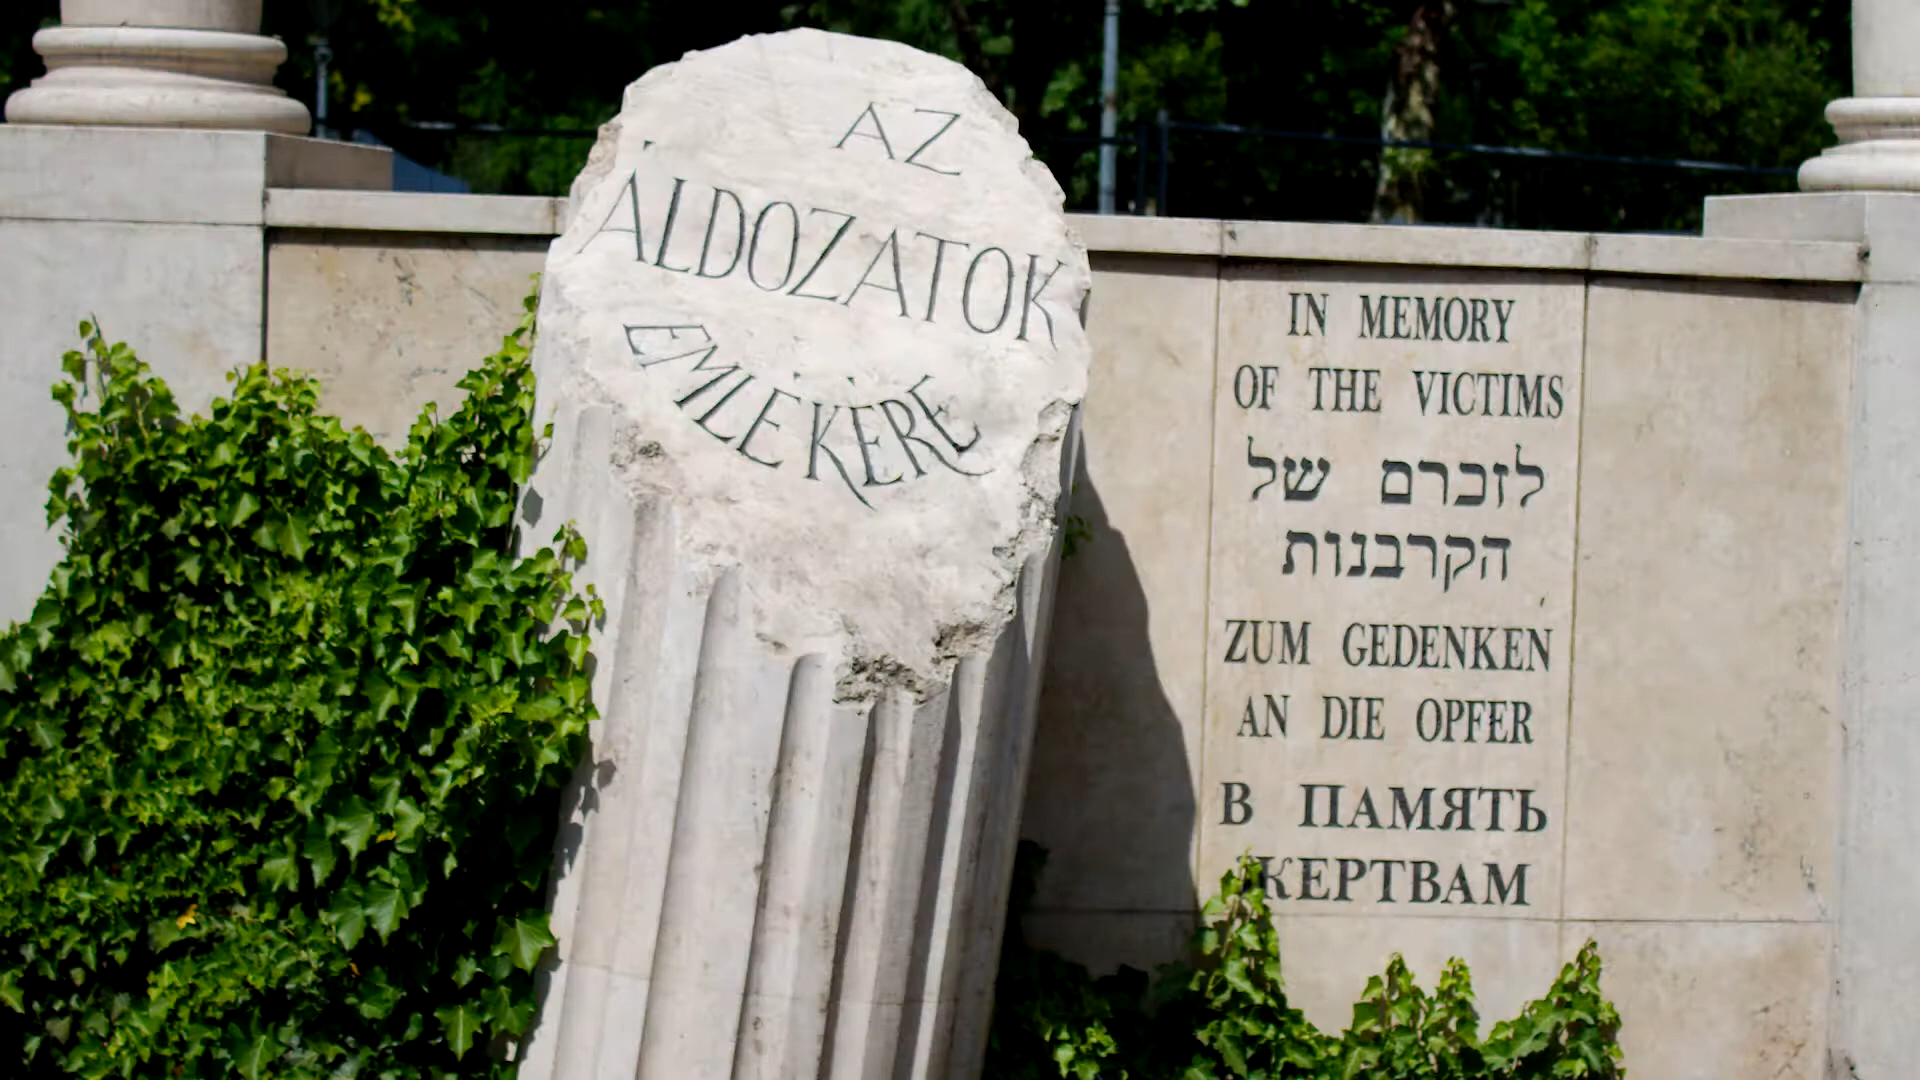 AZ
ÁLDOZATOK
EMLÉKÉRE
IN MEMORY
OF THE VICTIMS
לזכרם של
הקרבנות
ZUM GEDENKEN
AN DIE OPFER
В ПАМЯТЬ
ЖЕРТВАМ